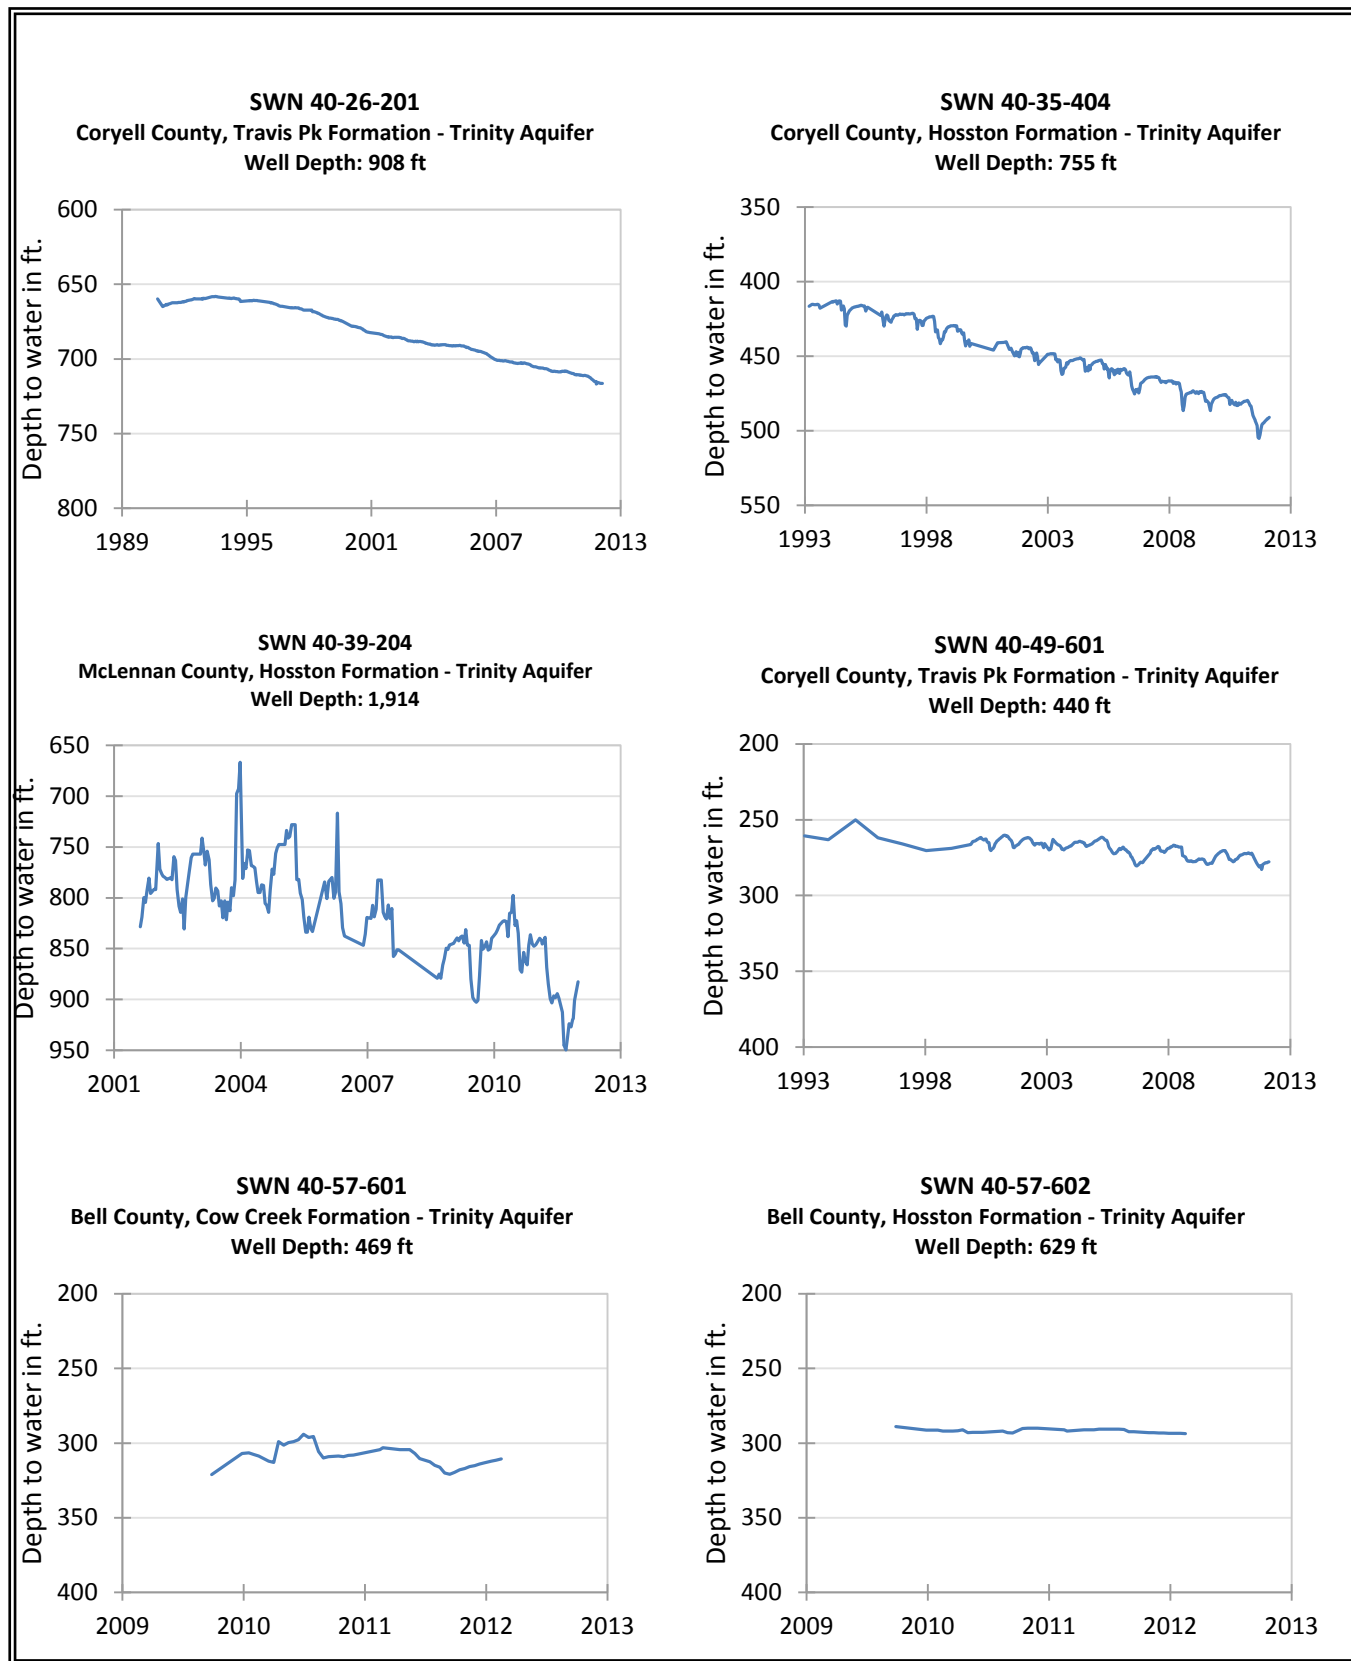 SWN 40-26-201
Coryell County, Travis Pk Formation - Trinity Aquifer
Well Depth: 908 ft
Depth to water in ft.
600
650
700
750
800
1989 1995 2001 2007 2013
SWN 40-35-404
Coryell County, Hosston Formation - Trinity Aquifer
Well Depth: 755 ft
Depth to water in ft.
350
400
450
500
550
1993 1998 2003 2008 2013
SWN 40-39-204
McLennan County, Hosston Formation - Trinity Aquifer
Well Depth: 1,914
Depth to water in ft.
650
700
750
800
850
900
950
2001 2004 2007 2010 2013
SWN 40-49-601
Coryell County, Travis Pk Formation - Trinity Aquifer
Well Depth: 440 ft
Depth to water in ft.
200
250
300
350
400
1993 1998 2003 2008 2013
SWN 40-57-601
Bell County, Cow Creek Formation - Trinity Aquifer
Well Depth: 469 ft
Depth to water in ft.
200
250
300
350
400
2009 2010 2011 2012 2013
SWN 40-57-602
Bell County, Hosston Formation - Trinity Aquifer
Well Depth: 629 ft
Depth to water in ft.
200
250
300
350
400
2009 2010 2011 2012 2013